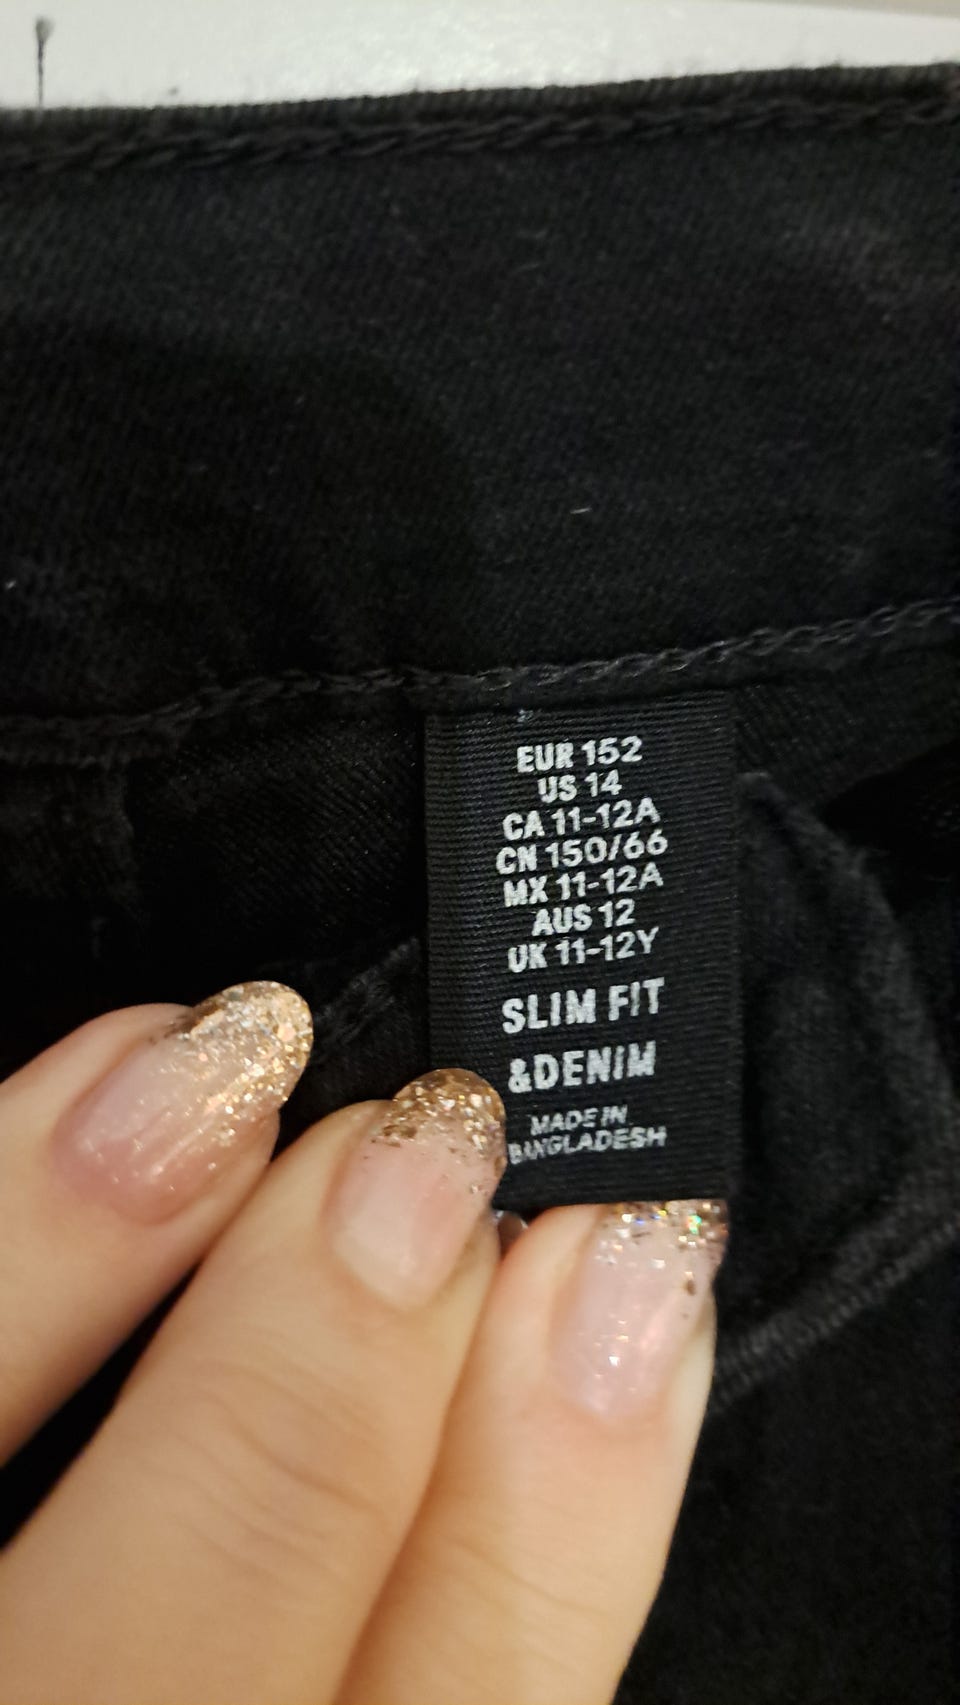 EUR 152
US 14
CA 11-12A
CN 150/66
MX 11-12A
AUS 12
UK 11-12Y
SLIM FIT
&DENIM
MADE IN
BANGLADESH